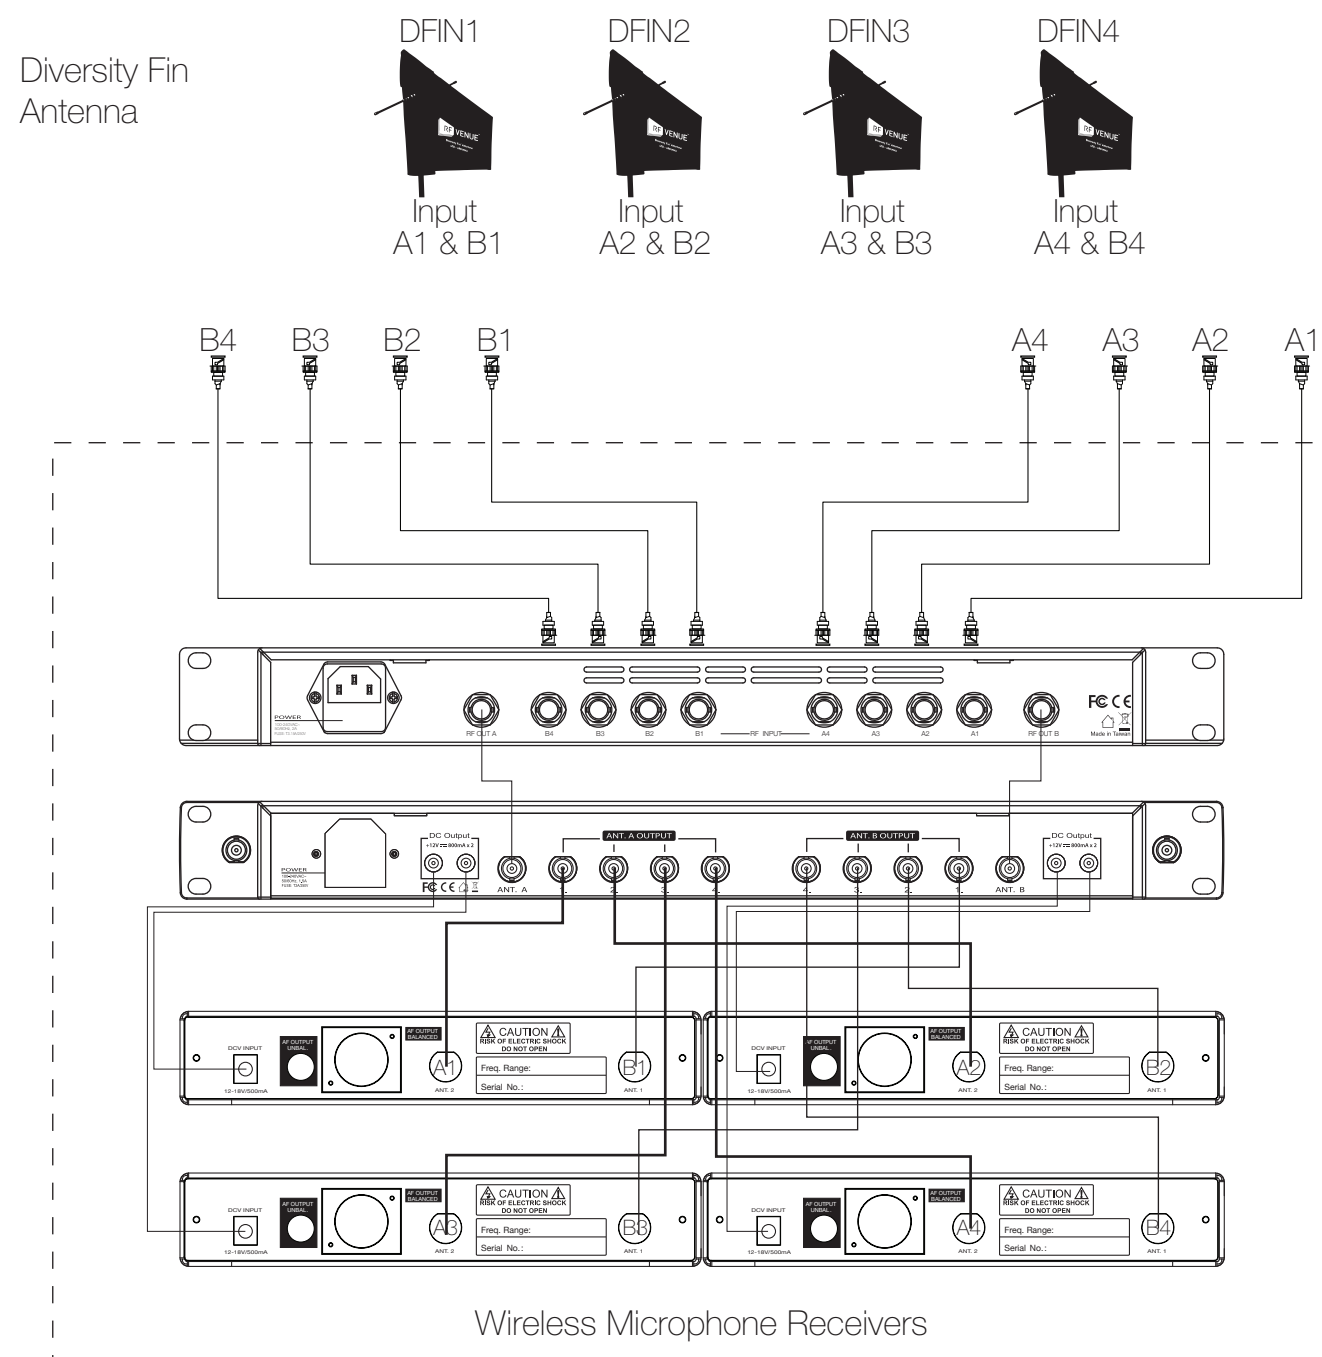 Diversity Fin
Antenna
DFIN1
DFIN2
DFIN3
DFIN4
RF VENUE
RF VENUE
RF VENUE
RF VENUE
Input
A1 & B1
Input
A2 & B2
Input
A3 & B3
Input
A4 & B4
B4
B3
B2
B1
A4
A3
A2
A1
POWER
RF OUT A
B4
B3
B2
B1
RF INPUT
A4
A3
A2
A1
RF OUT B
FC CE
Made in Taiwan
POWER
DC Output
+12V 800mA x 2
FC CE
ANT. A
ANT. A OUTPUT
1
2
3
4
ANT. B OUTPUT
4
3
2
1
ANT. B
DC Output
+12V 800mA x 2
DCV INPUT
12-18V/500mA
AF OUTPUT
UNBAL.
AF OUTPUT
BALANCED
A1
ANT. 2
CAUTION
RISK OF ELECTRIC SHOCK
DO NOT OPEN
Freq. Range:
Serial No.:
B1
ANT. 1
DCV INPUT
12-18V/500mA
AF OUTPUT
UNBAL.
AF OUTPUT
BALANCED
A2
ANT. 2
CAUTION
RISK OF ELECTRIC SHOCK
DO NOT OPEN
Freq. Range:
Serial No.:
B2
ANT. 1
DCV INPUT
12-18V/500mA
AF OUTPUT
UNBAL.
AF OUTPUT
BALANCED
A3
ANT. 2
CAUTION
RISK OF ELECTRIC SHOCK
DO NOT OPEN
Freq. Range:
Serial No.:
B3
ANT. 1
DCV INPUT
12-18V/500mA
AF OUTPUT
UNBAL.
AF OUTPUT
BALANCED
A4
ANT. 2
CAUTION
RISK OF ELECTRIC SHOCK
DO NOT OPEN
Freq. Range:
Serial No.:
B4
ANT. 1
Wireless Microphone Receivers